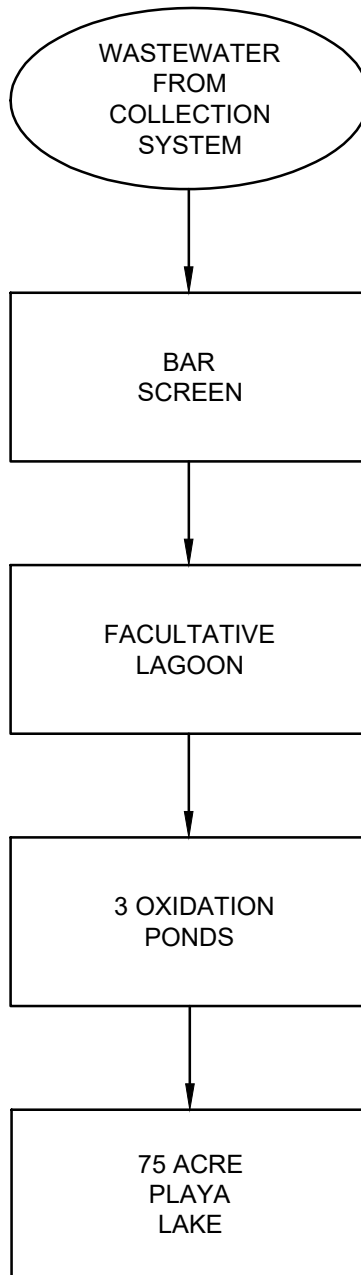 WASTEWATER
FROM
COLLECTION
SYSTEM
BAR
SCREEN
FACULTATIVE
LAGOON
3 OXIDATION
PONDS
75 ACRE
PLAYA
LAKE